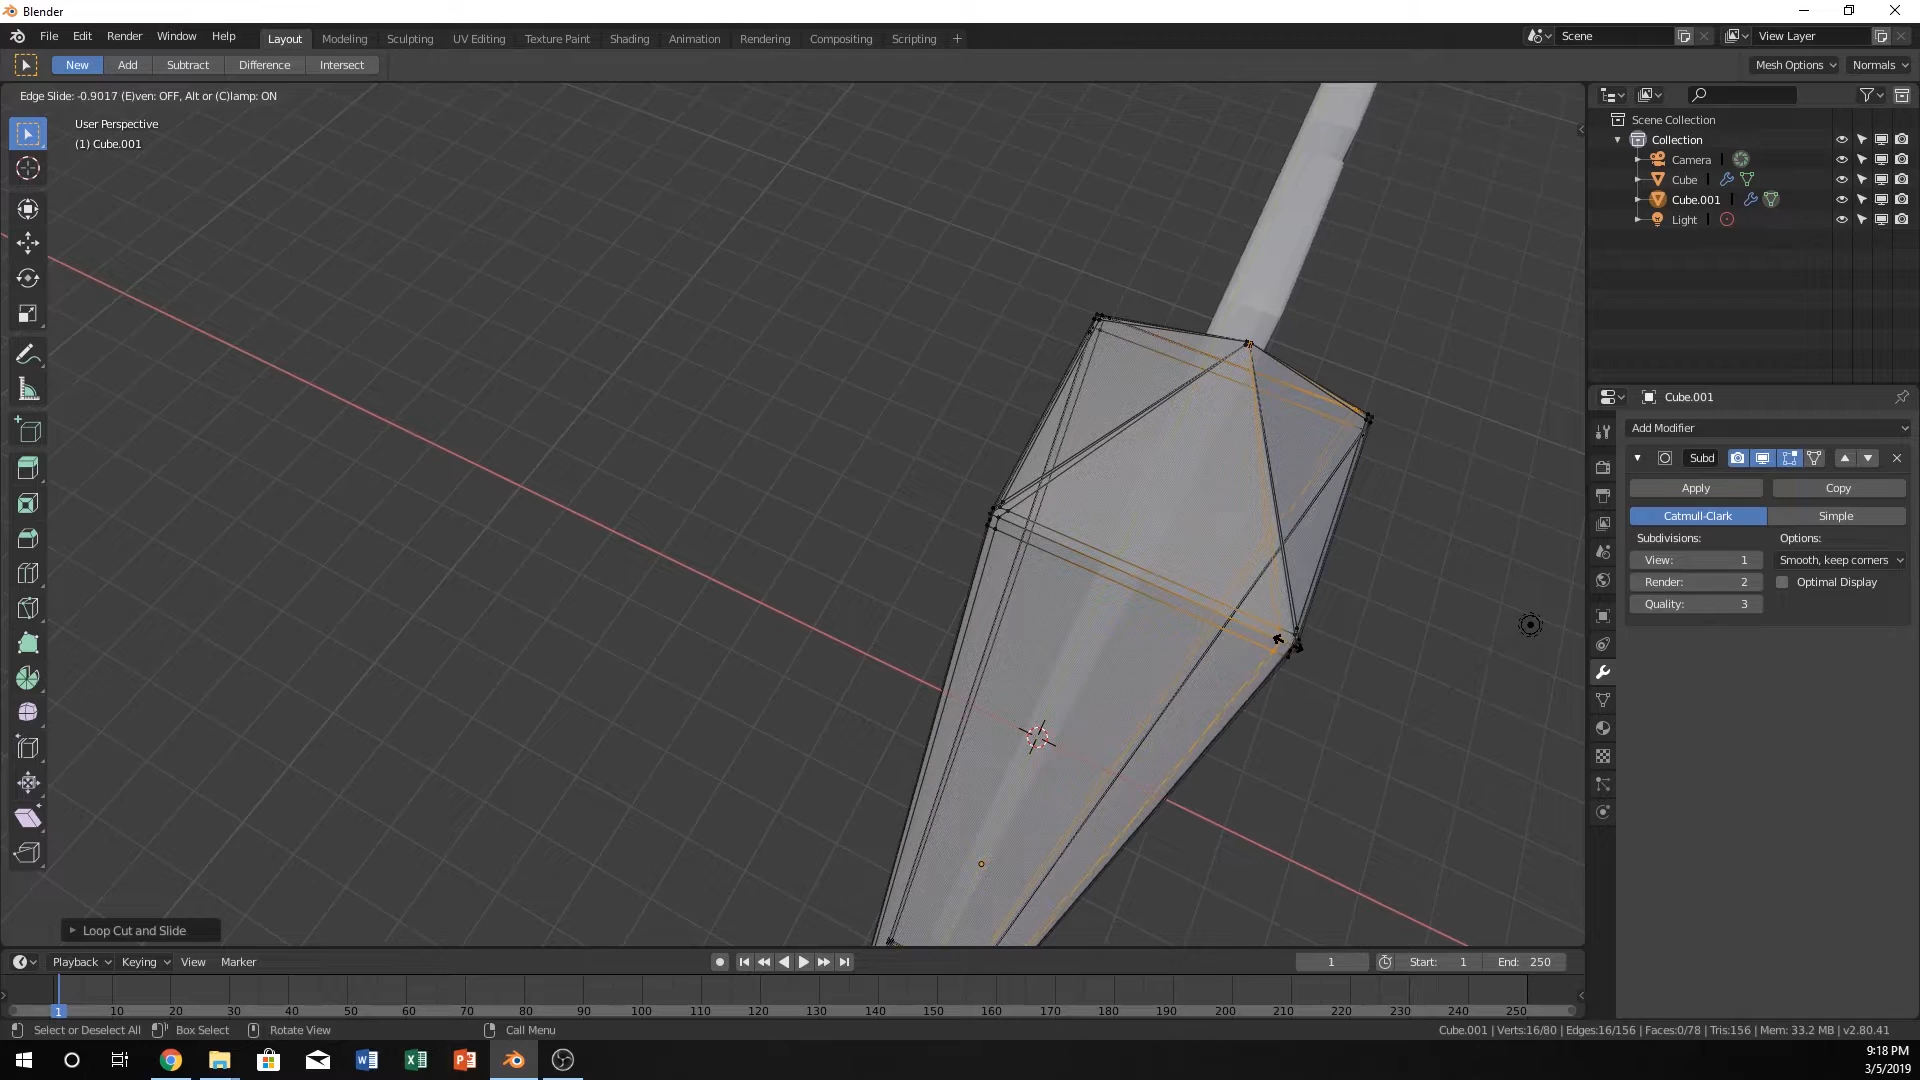 Blender
File Edit Render Window Help Layout Modeling Sculpting UV Editing Texture Paint Shading Animation Rendering Compositing Scripting + Scene View Layer
New Add Subtract Difference Intersect Mesh Options Normals
Edge Slide: -0.9017 (E)ven: OFF, Alt or (C)lamp: ON
User Perspective
(1) Cube.001
Scene Collection
Collection
Camera
Cube
Cube.001
Light
Cube.001
Add Modifier
Subd
Apply Copy
Catmull-Clark Simple
Subdivisions: Options:
View: 1 Smooth, keep corners
Render: 2 Optimal Display
Quality: 3
Loop Cut and Slide
Playback Keying View Marker 1 Start: 1 End: 250
1 10 20 30 40 50 60 70 80 90 100 110 120 130 140 150 160 170 180 190 200 210 220 230 240 250
Select or Deselect All Box Select Rotate View Call Menu Cube.001 | Verts:16/80 | Edges:16/156 | Faces:0/78 | Tris:156 | Mem: 33.2 MB | v2.80.41
9:18 PM
3/5/2019